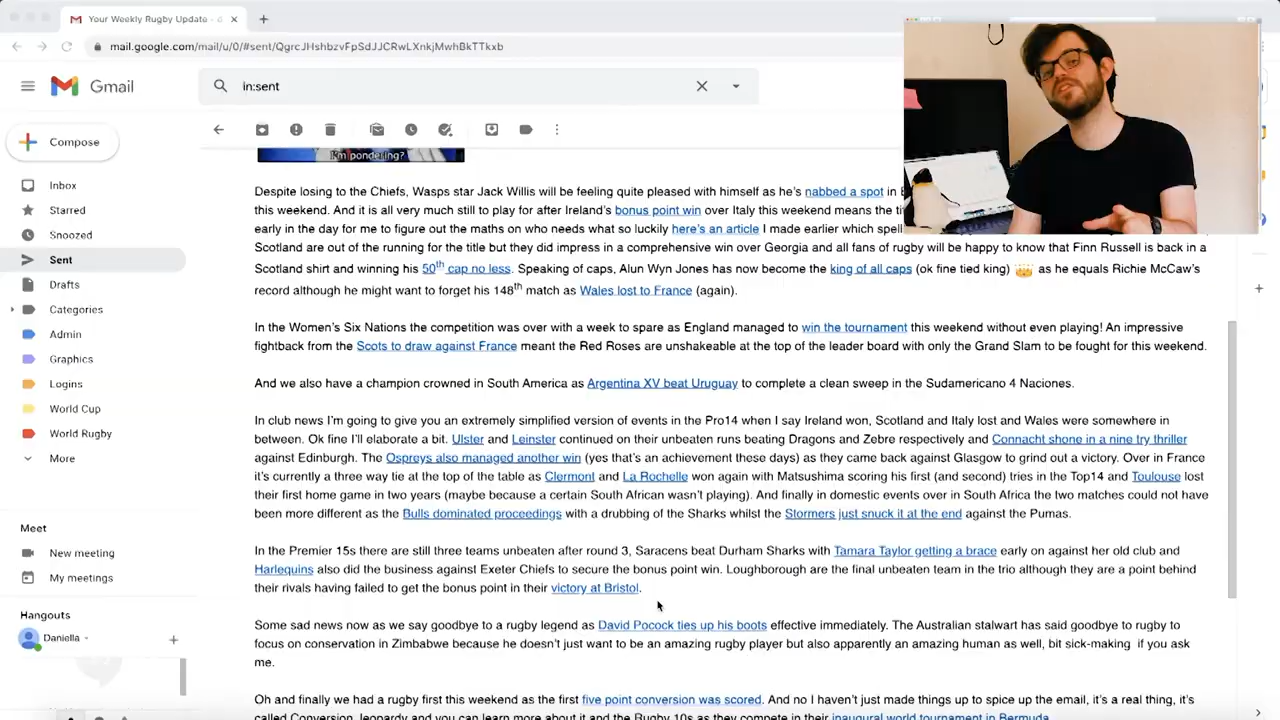 Your Weekly Rugby Update -
mail.google.com/mail/u/0/#sent/QgrcJHshbzvFpSdJJCRwLXnkjMwhBkTTkxb
Gmail
in:sent
Compose
Inbox
Starred
Snoozed
Sent
Drafts
Categories
Admin
Graphics
Logins
World Cup
World Rugby
More
Meet
New meeting
My meetings
Hangouts
Daniella
I'm pondering?
Despite losing to the Chiefs, Wasps star Jack Willis will be feeling quite pleased with himself as he's nabbed a spot in
this weekend. And it is all very much still to play for after Ireland's bonus point win over Italy this weekend means the
early in the day for me to figure out the maths on who needs what so luckily here's an article I made earlier which
Scotland are out of the running for the title but they did impress in a comprehensive win over Georgia and all fans of rugby will be happy to know that Finn Russell is back in a
Scotland shirt and winning his 50th cap no less. Speaking of caps, Alun Wyn Jones has now become the king of all caps (ok fine tied king) 👑 as he equals Richie McCaw's
record although he might want to forget his 148th match as Wales lost to France (again).
In the Women's Six Nations the competition was over with a week to spare as England managed to win the tournament this weekend without even playing! An impressive
fightback from the Scots to draw against France meant the Red Roses are unshakeable at the top of the leader board with only the Grand Slam to be fought for this weekend.
And we also have a champion crowned in South America as Argentina XV beat Uruguay to complete a clean sweep in the Sudamericano 4 Naciones.
In club news I'm going to give you an extremely simplified version of events in the Pro14 when I say Ireland won, Scotland and Italy lost and Wales were somewhere in
between. Ok fine I'll elaborate a bit. Ulster and Leinster continued on their unbeaten runs beating Dragons and Zebre respectively and Connacht shone in a nine try thriller
against Edinburgh. The Ospreys also managed another win (yes that's an achievement these days) as they came back against Glasgow to grind out a victory. Over in France
it's currently a three way tie at the top of the table as Clermont and La Rochelle won again with Matsushima scoring his first (and second) tries in the Top14 and Toulouse lost
their first home game in two years (maybe because a certain South African wasn't playing). And finally in domestic events over in South Africa the two matches could not have
been more different as the Bulls dominated proceedings with a drubbing of the Sharks whilst the Stormers just snuck it at the end against the Pumas.
In the Premier 15s there are still three teams unbeaten after round 3, Saracens beat Durham Sharks with Tamara Taylor getting a brace early on against her old club and
Harlequins also did the business against Exeter Chiefs to secure the bonus point win. Loughborough are the final unbeaten team in the trio although they are a point behind
their rivals having failed to get the bonus point in their victory at Bristol.
Some sad news now as we say goodbye to a rugby legend as David Pocock ties up his boots effective immediately. The Australian stalwart has said goodbye to rugby to
focus on conservation in Zimbabwe because he doesn't just want to be an amazing rugby player but also apparently an amazing human as well, bit sick-making if you ask
me.
Oh and finally we had a rugby first this weekend as the first five point conversion was scored. And no I haven't just made things up to spice up the email, it's a real thing, it's
called Conversion Jeopardy and you can learn more about it and the Rugby 10s as they compete in their inaugural world tournament in Bermuda